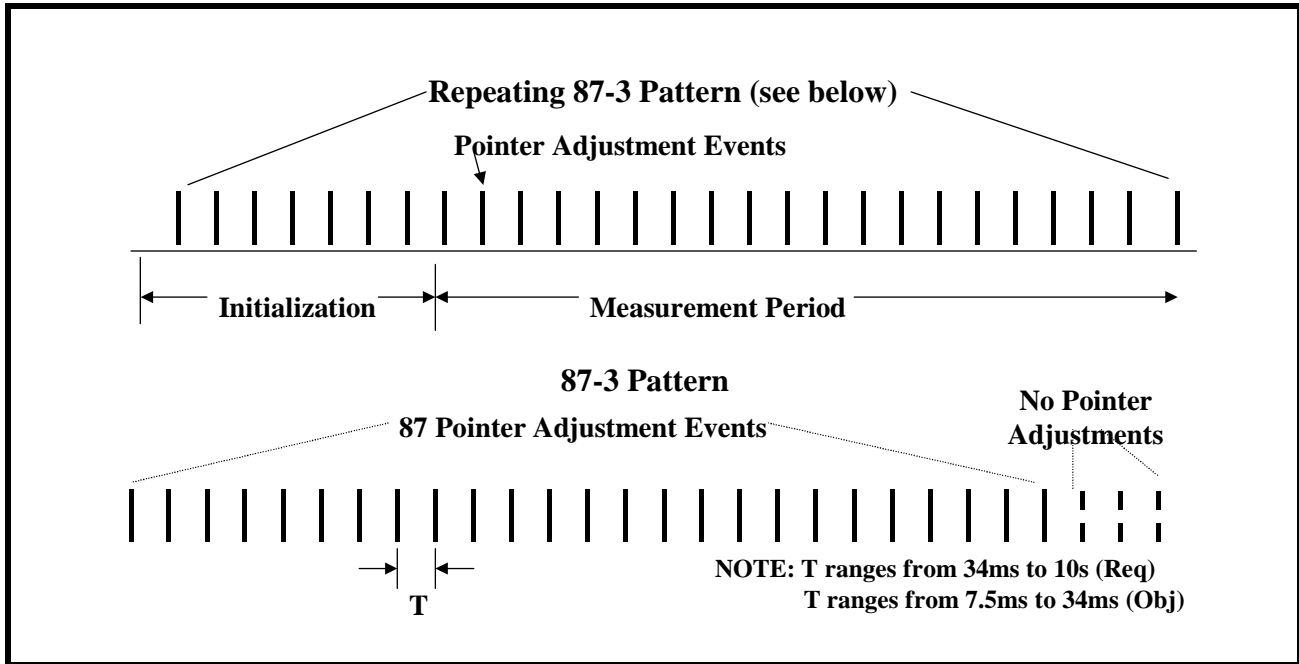 Repeating 87-3 Pattern (see below)
Pointer Adjustment Events
Initialization
Measurement Period
87-3 Pattern
87 Pointer Adjustment Events
No Pointer
Adjustments
T
NOTE: T ranges from 34ms to 10s (Req)
T ranges from 7.5ms to 34ms (Obj)